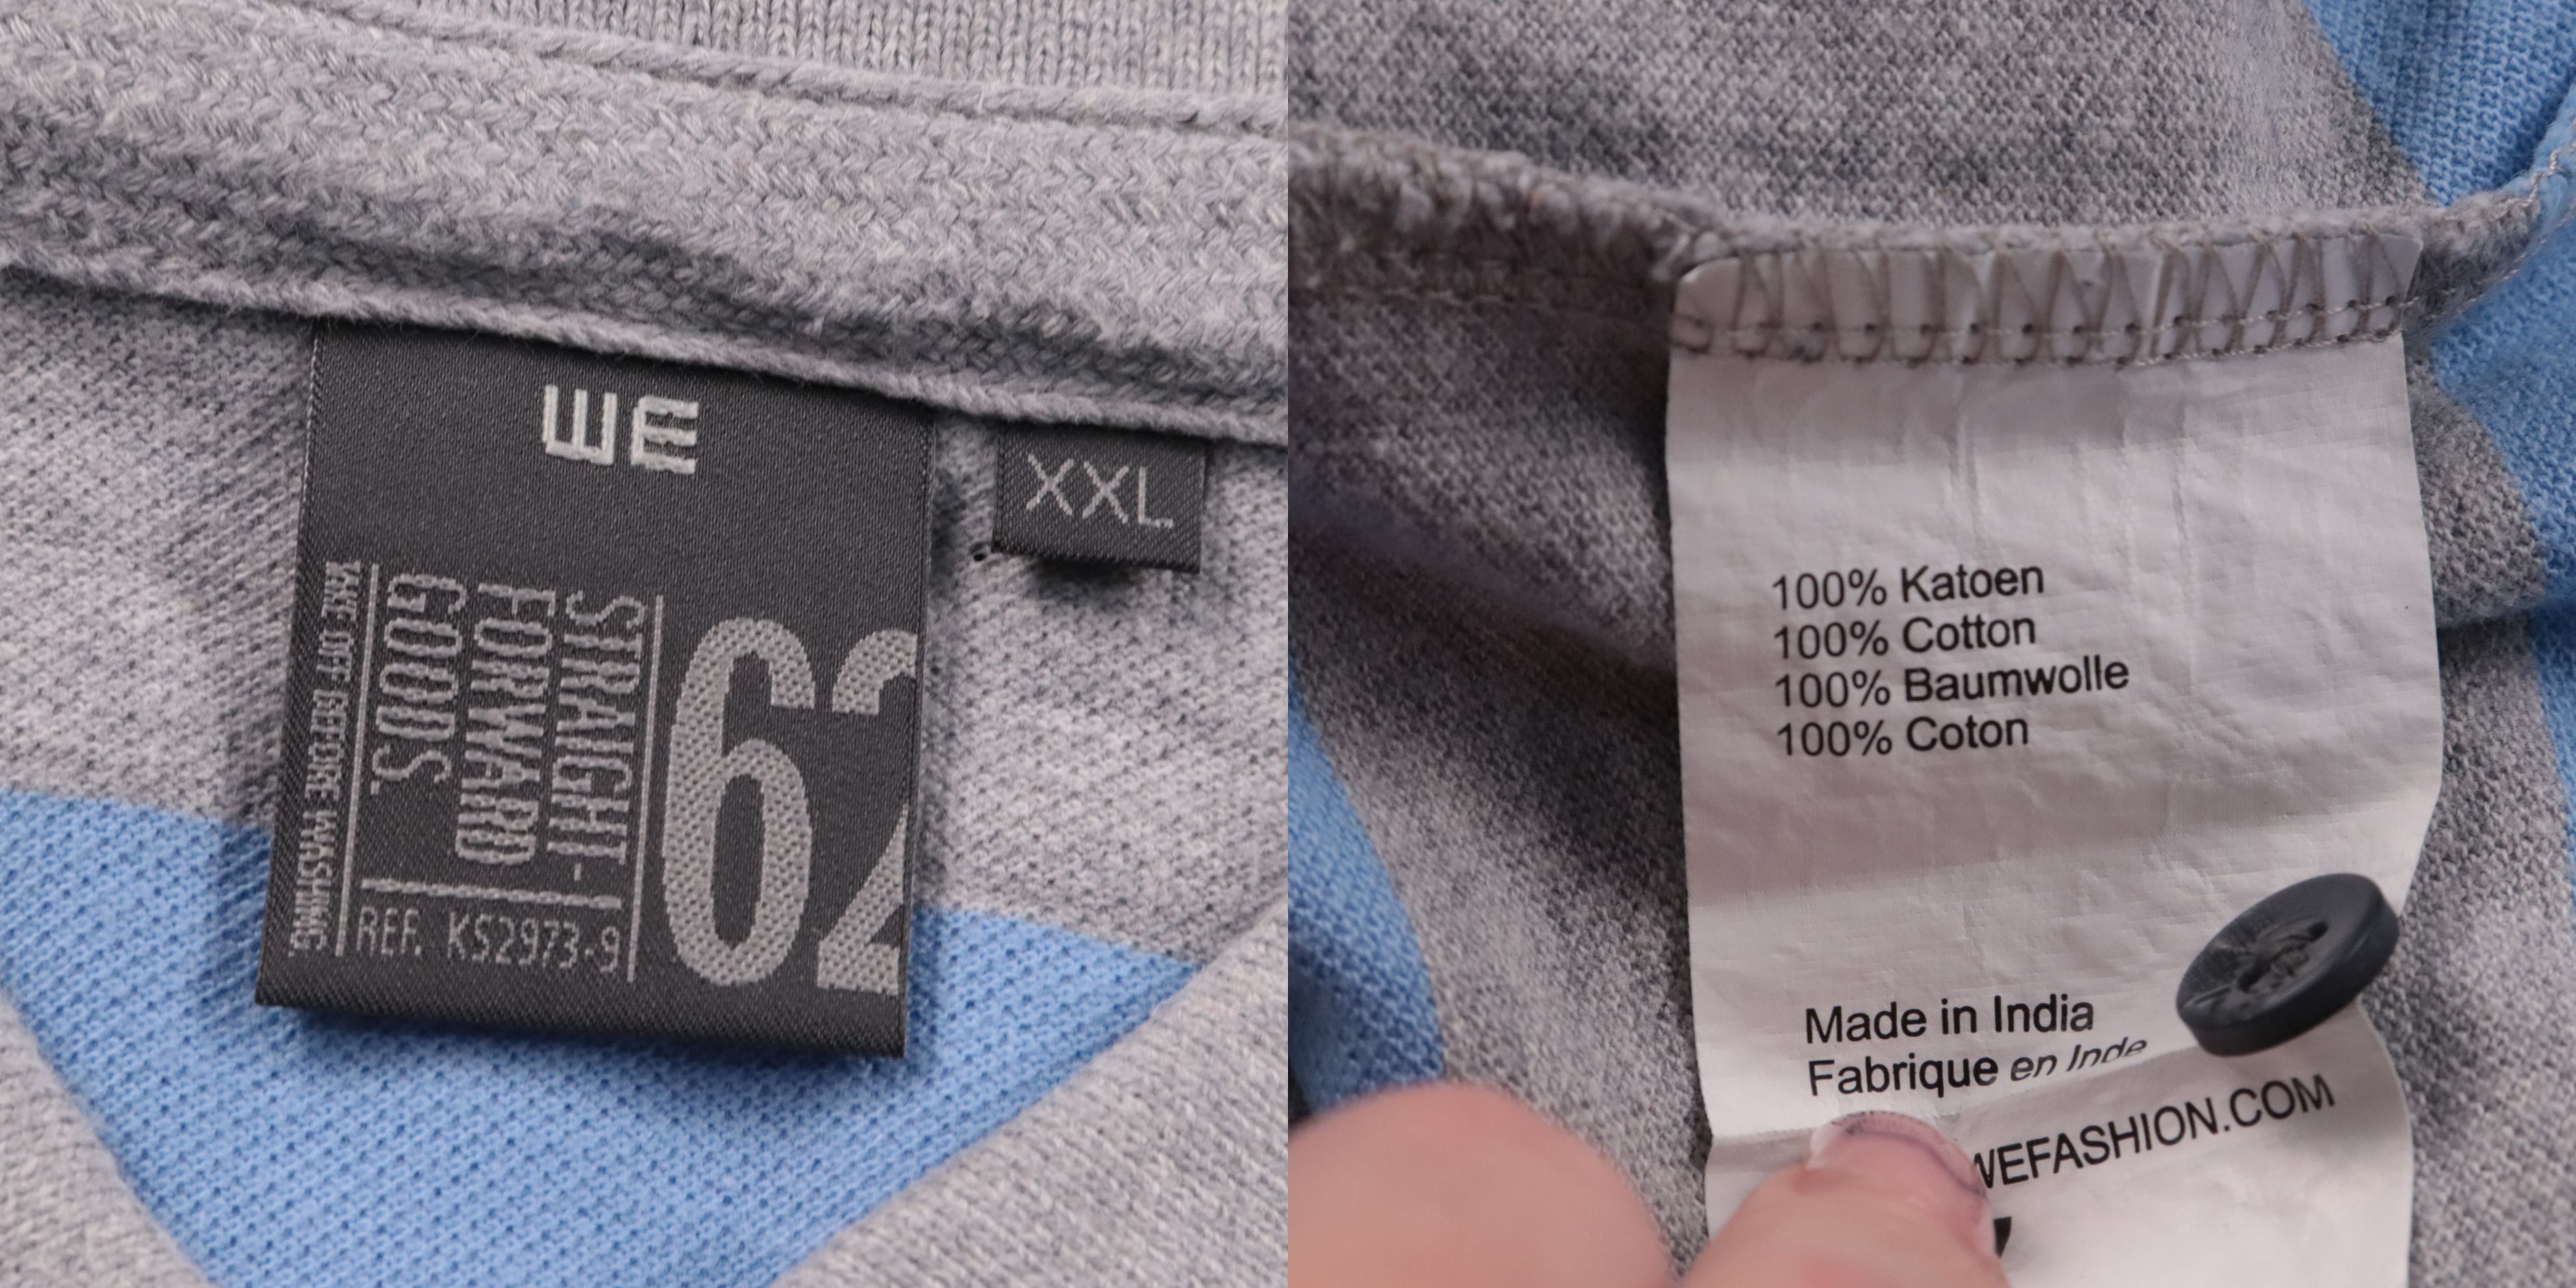 WE
XXL
62
STRAIGHT-
FORWARD
GOODS.
REF. KS2973-9
TAKE OFF BEFORE WASHING.
100% Katoen
100% Cotton
100% Baumwolle
100% Coton
Made in India
Fabrique en Inde
WEFASHION.COM